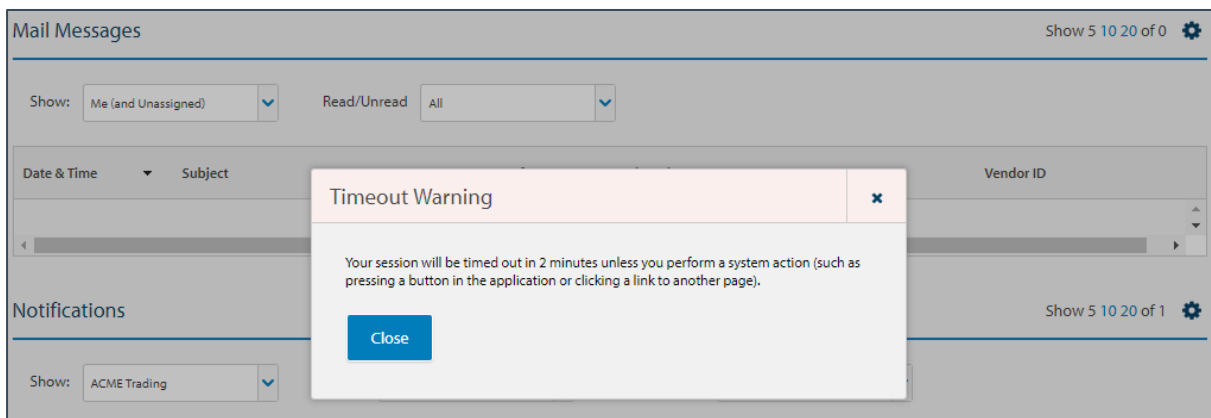 Mail Messages
Show 5 10 20 of 0
Show: Me (and Unassigned) Read/Unread All
Date & Time Subject Vendor ID
Timeout Warning
Your session will be timed out in 2 minutes unless you perform a system action (such as
pressing a button in the application or clicking a link to another page).
Close
Notifications
Show 5 10 20 of 1
Show: ACME Trading